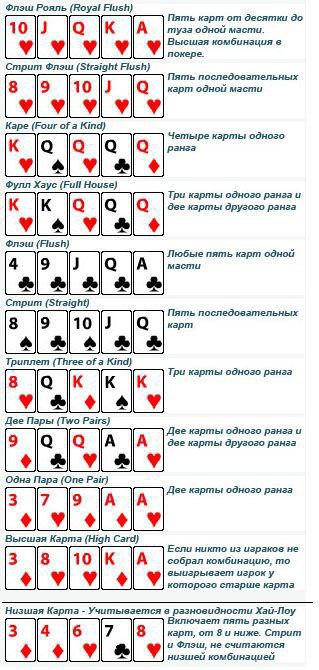 Флэш Рояль (Royal Flush)
10 J Q K A
Пять карт от десятки до
туза одной масти.
Высшая комбинация в
покере.
Стрит Флэш (Straight Flush)
8 9 10 J Q
Пять последовательных
карт одной масти
Каре (Four of a Kind)
K Q Q Q Q
Четыре карты одного
ранга
Фулл Хаус (Full House)
K K Q Q Q
Три карты одного ранга и
две карты другого ранга
Флэш (Flush)
4 9 J Q A
Любые пять карт одной
масти
Стрит (Straight)
8 9 10 J Q
Пять последовательных
карт
Триплет (Three of a Kind)
8 Q K K K
Три карты одного ранга
Две Пары (Two Pairs)
9 Q Q A A
Две карты одного ранга и
две карты другого ранга
Одна Пара (One Pair)
3 7 9 A A
Две карты одного ранга
Высшая Карта (High Card)
3 8 10 K A
Если никто из играков не
собрал комбинацию, то
выигрывает игрок у
которого старше карта
Низшая Карта - Учитывается в разновидности Хай-Лоу
3 4 6 7 8
Включает пять разных
карт, от 8 и ниже. Стрит
и Флэш, не считаются
низшей комбинацией